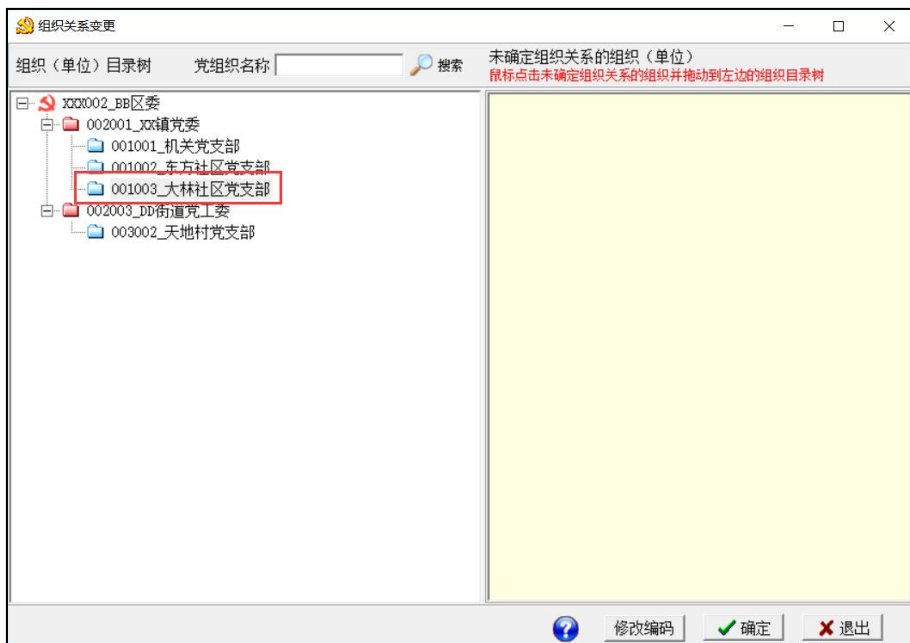 组织关系变更
组织（单位）目录树 党组织名称 搜索
未确定组织关系的组织（单位）
鼠标点击未确定组织关系的组织并拖动到左边的组织目录树
XXX002_BB区委
002001_XX镇党委
001001_机关党支部
001002_东方社区党支部
001003_大林社区党支部
002003_DD街道党工委
003002_天地村党支部
? 修改编码 确定 退出